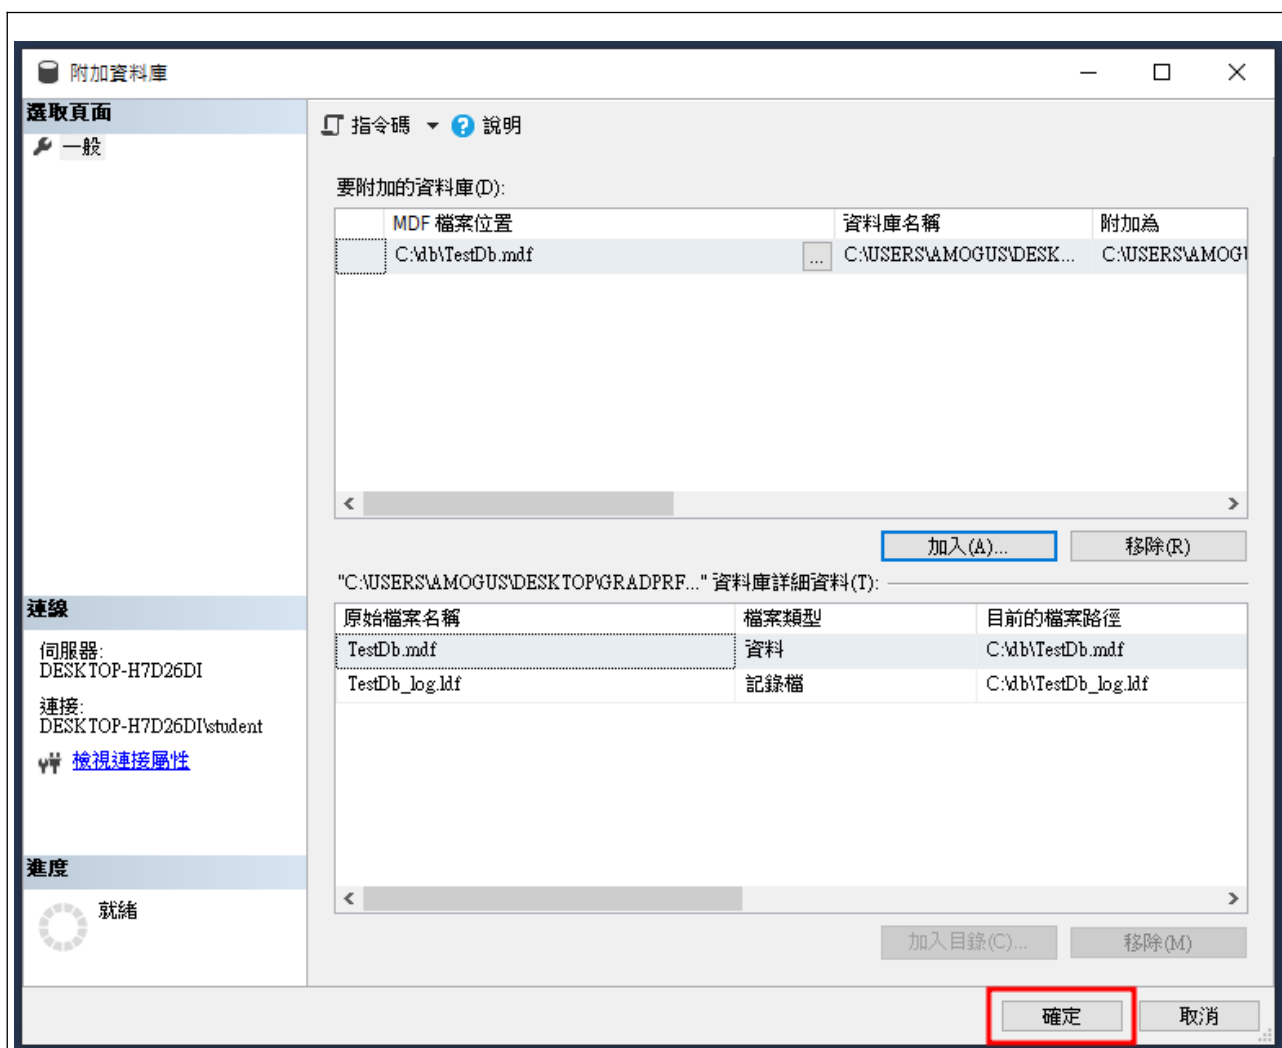 附加資料庫
選取頁面
一般
指令碼 說明
要附加的資料庫(D):
MDF 檔案位置 資料庫名稱 附加為
C:\db\TestDb.mdf ... C:\USERS\AMOGUS\DESK... C:\USERS\AMOGU
加入(A)... 移除(R)
"C:\USERS\AMOGUS\DESKTOP\GRADPRF..." 資料庫詳細資料(T):
原始檔案名稱 檔案類型 目前的檔案路徑
TestDb.mdf 資料 C:\db\TestDb.mdf
TestDb_log.ldf 記錄檔 C:\db\TestDb_log.ldf
連線
伺服器:
DESKTOP-H7D26DI
連接:
DESKTOP-H7D26DI\student
檢視連接屬性
進度
就緒
加入目錄(C)... 移除(M)
確定 取消